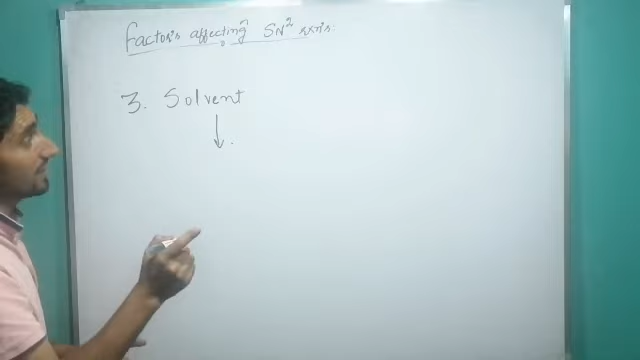 Factors affecting SN² rxn's:
3. Solvent